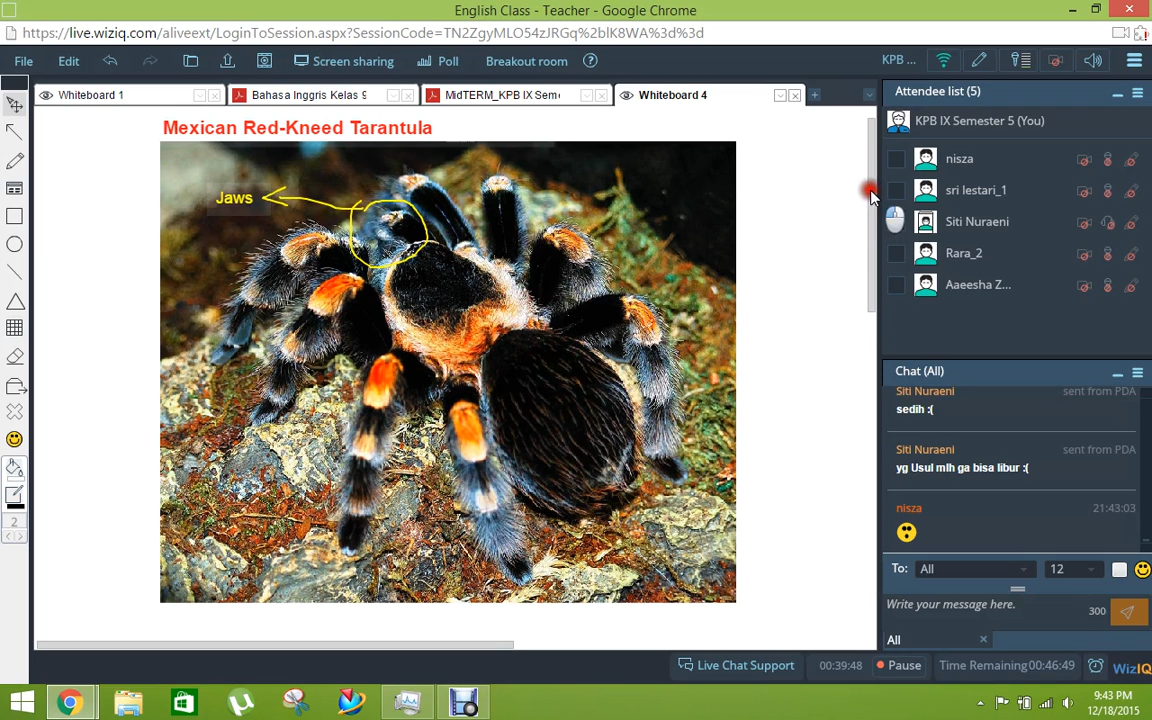 English Class - Teacher - Google Chrome
https://live.wiziq.com/aliveext/LoginToSession.aspx?SessionCode=TN2ZgyMLO54zJRGq%2blK8WA%3d%3d
File Edit Screen sharing Poll Breakout room ? KPB ...
Whiteboard 1
Bahasa Inggris Kelas 9
MidTERM_KPB IX Sem
Whiteboard 4
Mexican Red-Kneed Tarantula
Jaws
2
Attendee list (5)
KPB IX Semester 5 (You)
nisza
sri lestari_1
Siti Nuraeni
Rara_2
Aaeesha Z...
Chat (All)
Siti Nuraeni sent from PDA
sedih :(
Siti Nuraeni sent from PDA
yg Usul mlh ga bisa libur :(
nisza 21:43:03
To: All 12
Write your message here. 300
All
Live Chat Support 00:39:48 Pause Time Remaining 00:46:49 WizIQ
9:43 PM
12/18/2015